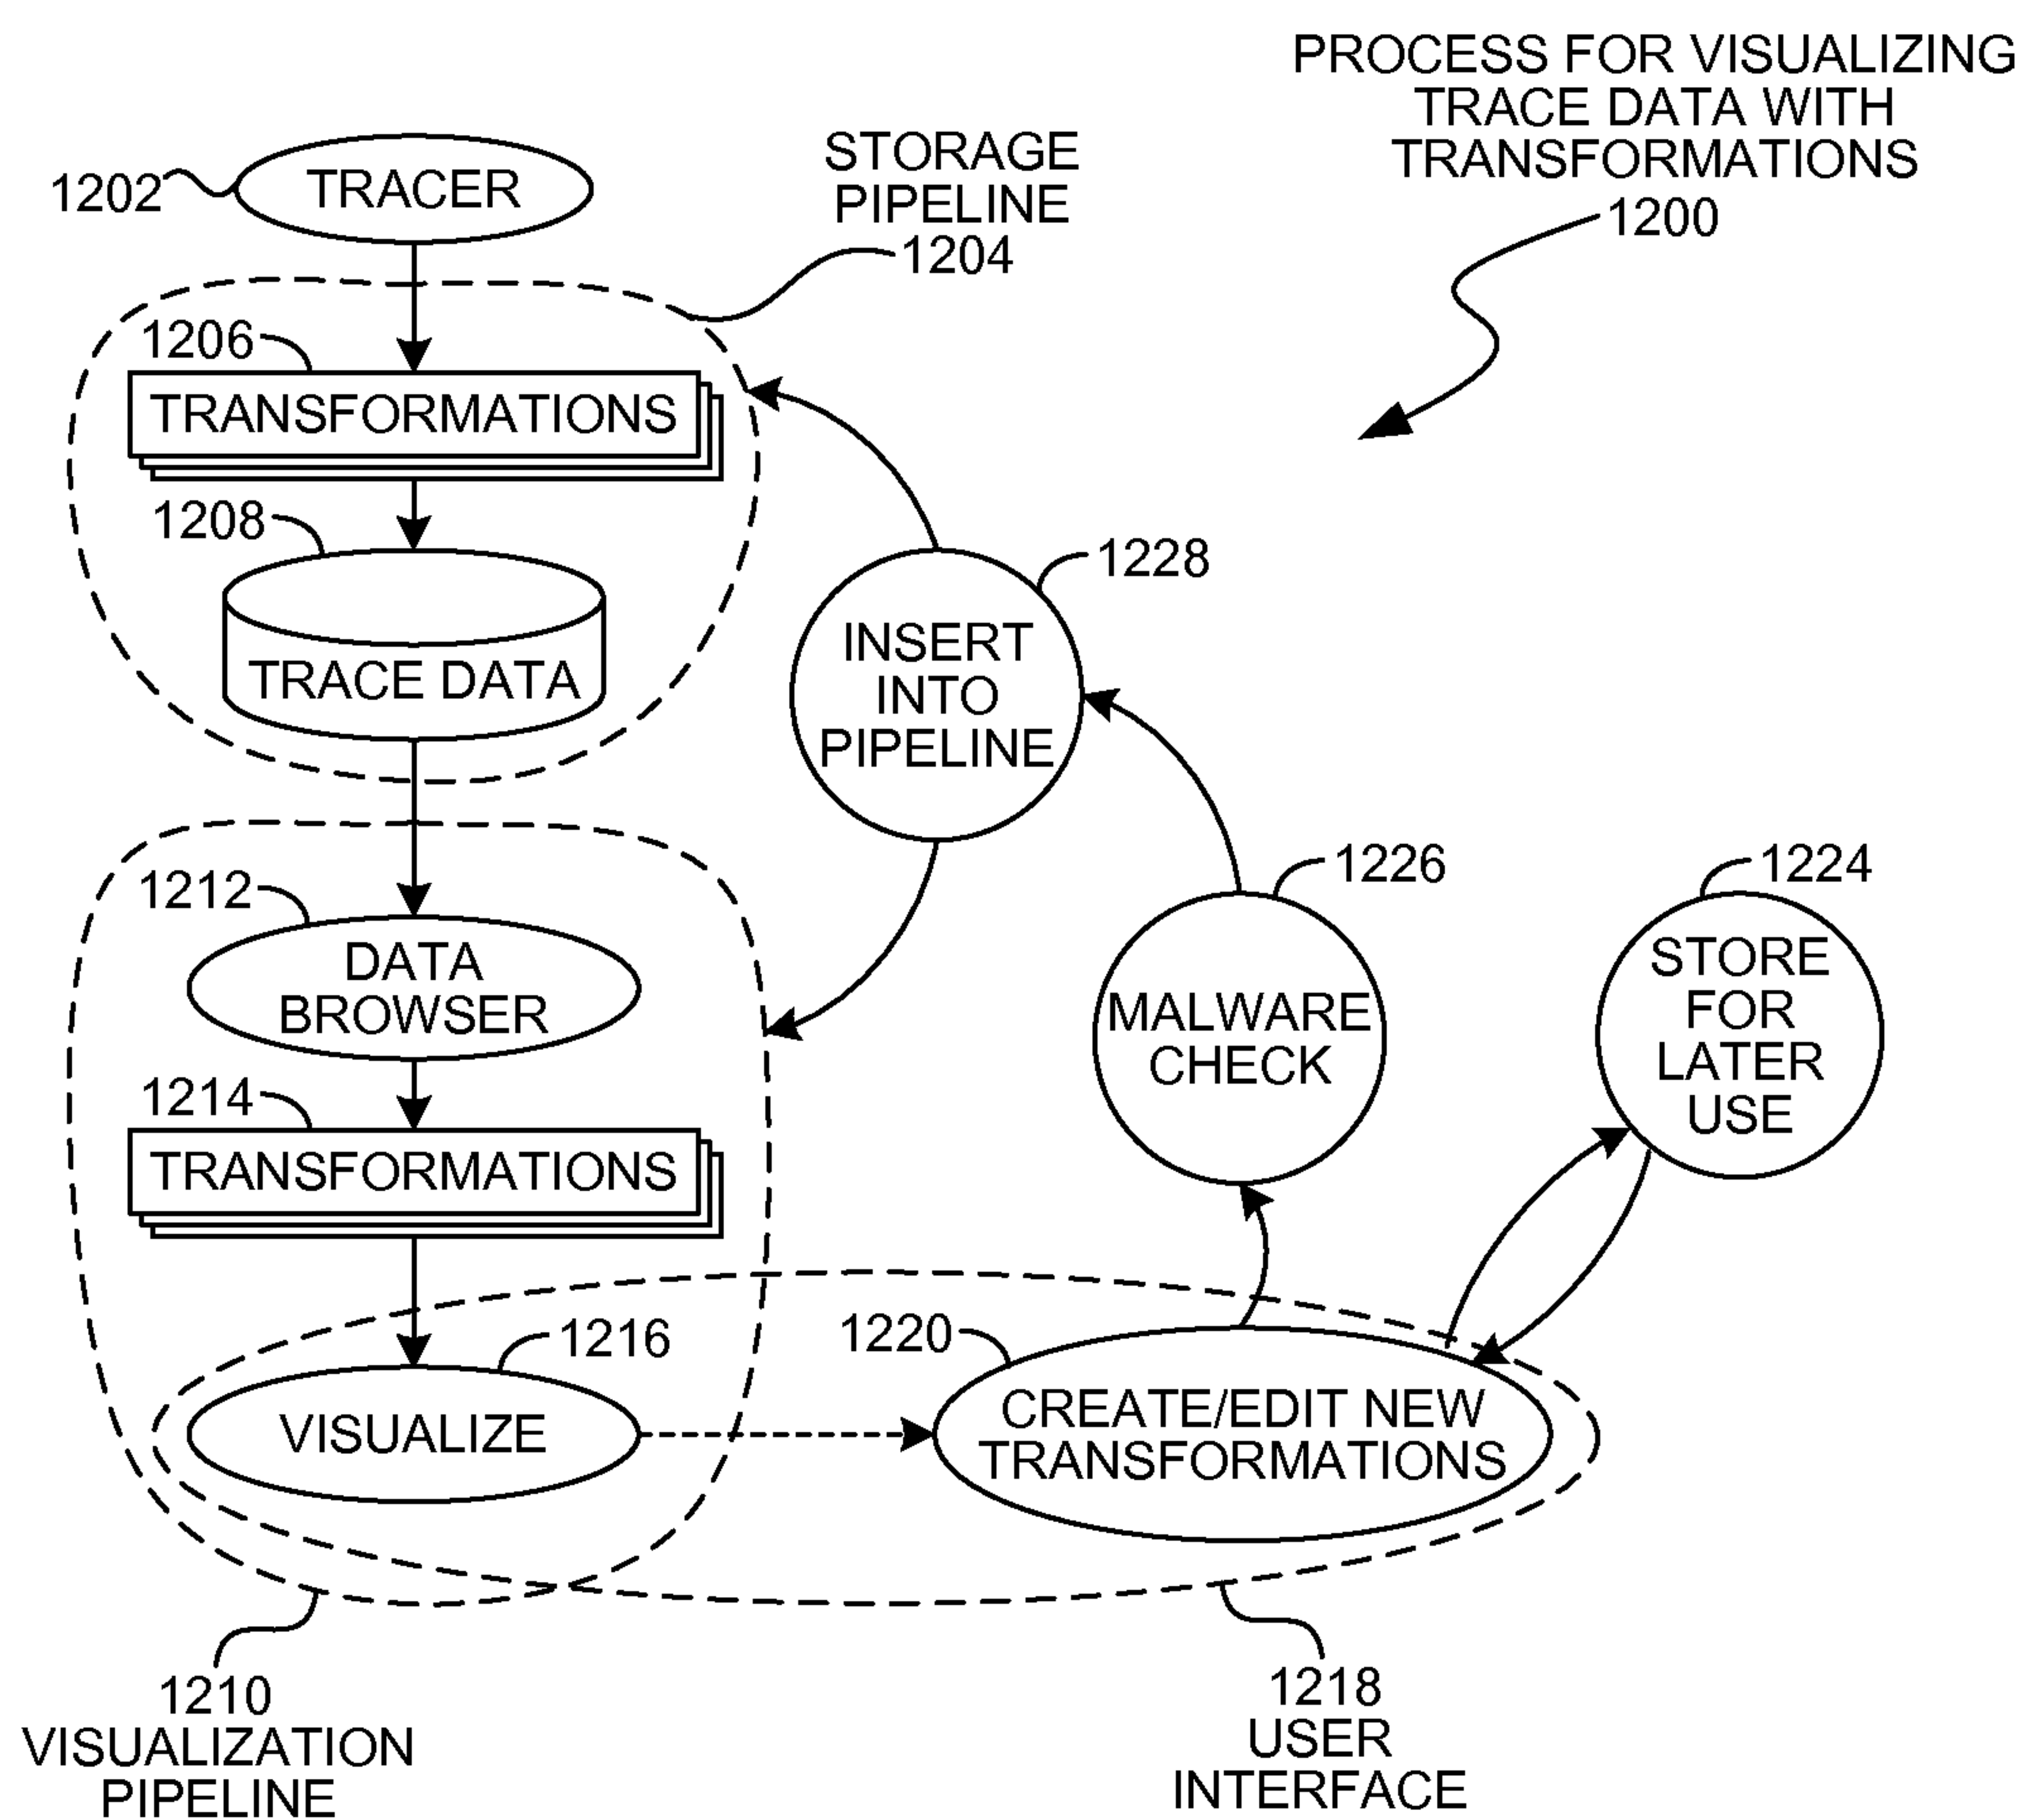 PROCESS FOR VISUALIZING
TRACE DATA WITH
TRANSFORMATIONS
1200
STORAGE
PIPELINE
1204
1202
TRACER
1206
TRANSFORMATIONS
1208
TRACE DATA
1228
INSERT
INTO
PIPELINE
1212
DATA
BROWSER
1226
MALWARE
CHECK
1224
STORE
FOR
LATER
USE
1214
TRANSFORMATIONS
1216
VISUALIZE
1220
CREATE/EDIT NEW
TRANSFORMATIONS
1210
VISUALIZATION
PIPELINE
1218
USER
INTERFACE